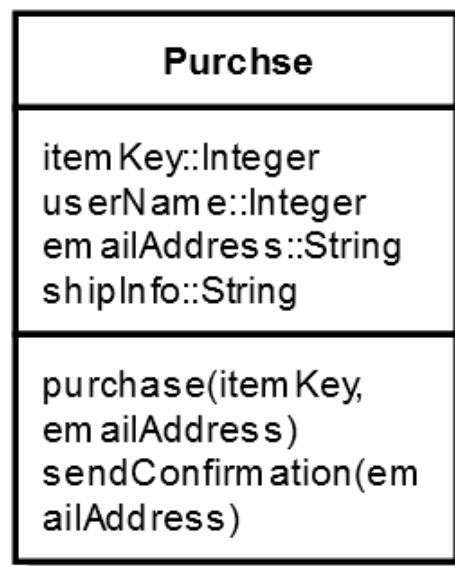 Purchse
itemKey::Integer
userName::Integer
emailAddress::String
shipInfo::String
purchase(itemKey,
emailAddress)
sendConfirmation(em
ailAddress)